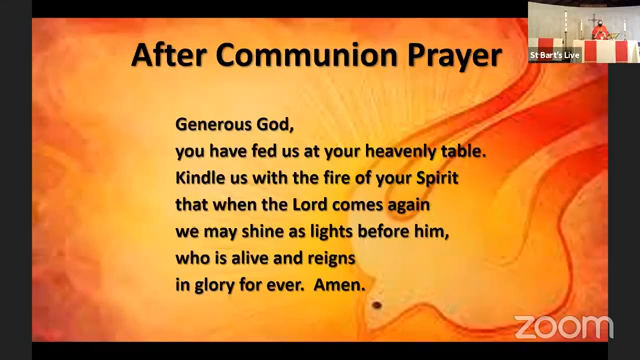 After Communion Prayer
St Bart's Live
Generous God,
you have fed us at your heavenly table.
Kindle us with the fire of your Spirit
that when the Lord comes again
we may shine as lights before him,
who is alive and reigns
in glory for ever.  Amen.
zoom